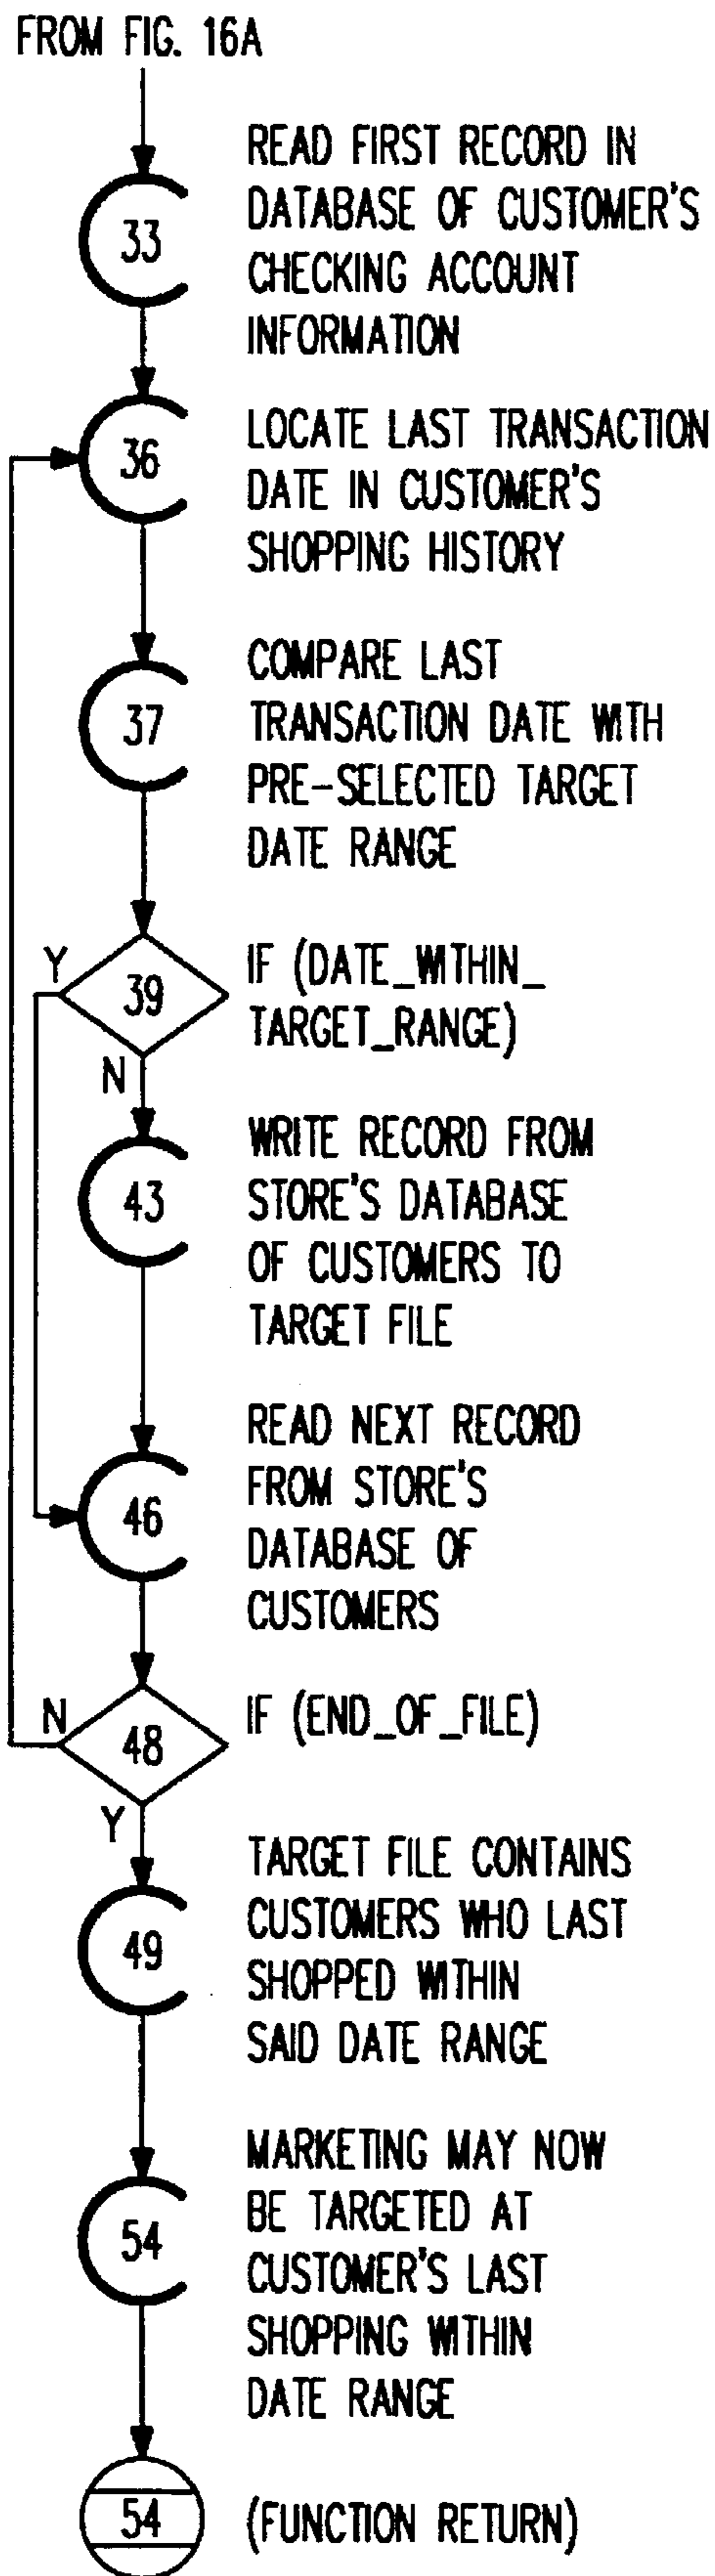 FROM FIG. 16A
33
READ FIRST RECORD IN
DATABASE OF CUSTOMER'S
CHECKING ACCOUNT
INFORMATION
36
LOCATE LAST TRANSACTION
DATE IN CUSTOMER'S
SHOPPING HISTORY
37
COMPARE LAST
TRANSACTION DATE WITH
PRE-SELECTED TARGET
DATE RANGE
Y
39
IF (DATE_WITHIN_
TARGET_RANGE)
N
43
WRITE RECORD FROM
STORE'S DATABASE
OF CUSTOMERS TO
TARGET FILE
46
READ NEXT RECORD
FROM STORE'S
DATABASE OF
CUSTOMERS
N
48
IF (END_OF_FILE)
Y
49
TARGET FILE CONTAINS
CUSTOMERS WHO LAST
SHOPPED WITHIN
SAID DATE RANGE
54
MARKETING MAY NOW
BE TARGETED AT
CUSTOMER'S LAST
SHOPPING WITHIN
DATE RANGE
54
(FUNCTION RETURN)